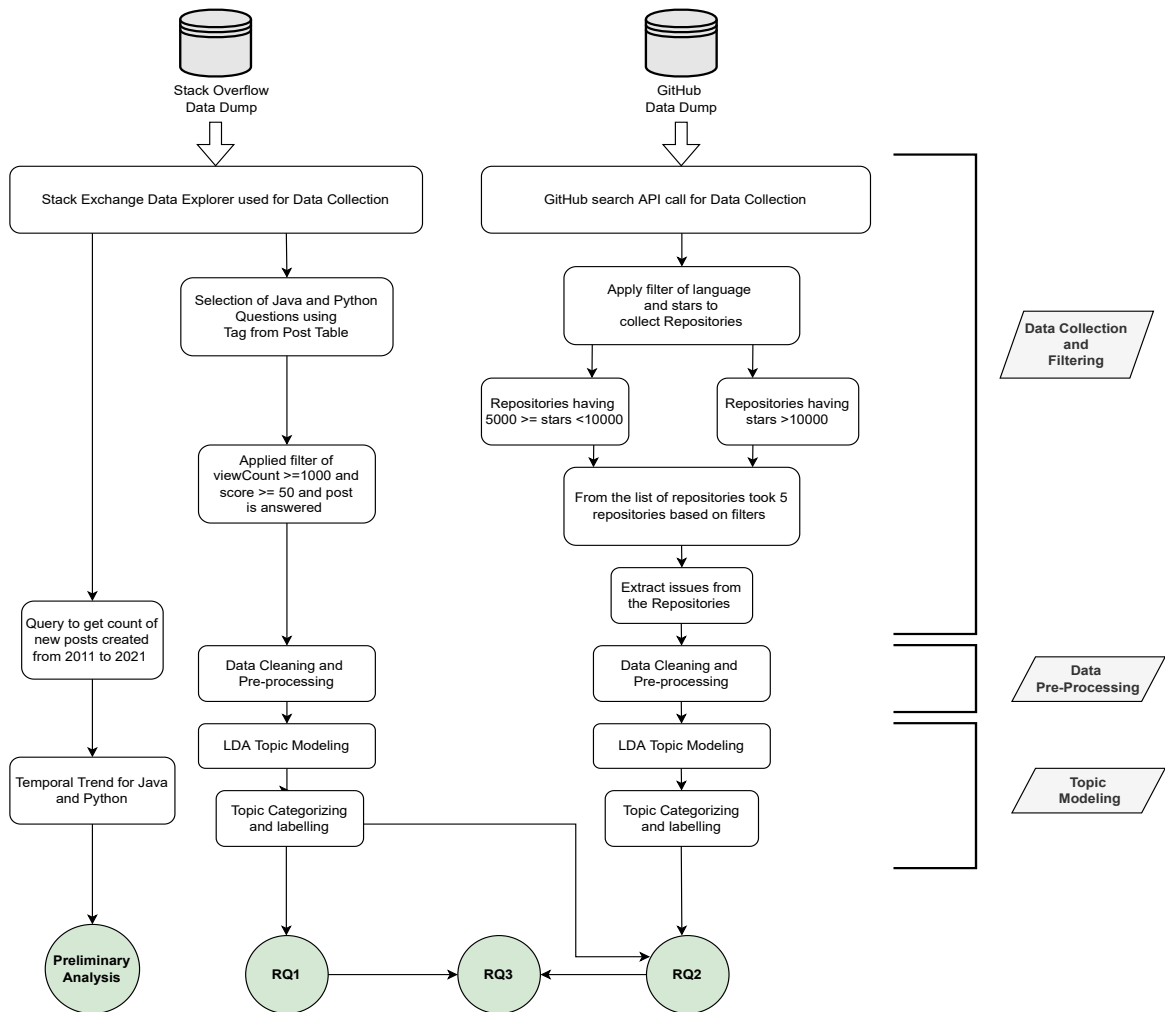 Stack Overflow
Data Dump
GitHub
Data Dump
Stack Exchange Data Explorer used for Data Collection
GitHub search API call for Data Collection
Selection of Java and Python
Questions using
Tag from Post Table
Apply filter of language
and stars to
collect Repositories
Data Collection
and
Filtering
Repositories having
5000 >= stars <10000
Repositories having
stars >10000
Applied filter of
viewCount >=1000 and
score >= 50 and post
is answered
From the list of repositories took 5
repositories based on filters
Extract issues from
the Repositories
Query to get count of
new posts created
from 2011 to 2021
Data Cleaning and
Pre-processing
Data Cleaning and
Pre-processing
Data
Pre-Processing
LDA Topic Modeling
LDA Topic Modeling
Temporal Trend for Java
and Python
Topic Categorizing
and labelling
Topic Categorizing
and labelling
Topic
Modeling
Preliminary
Analysis
RQ1
RQ3
RQ2